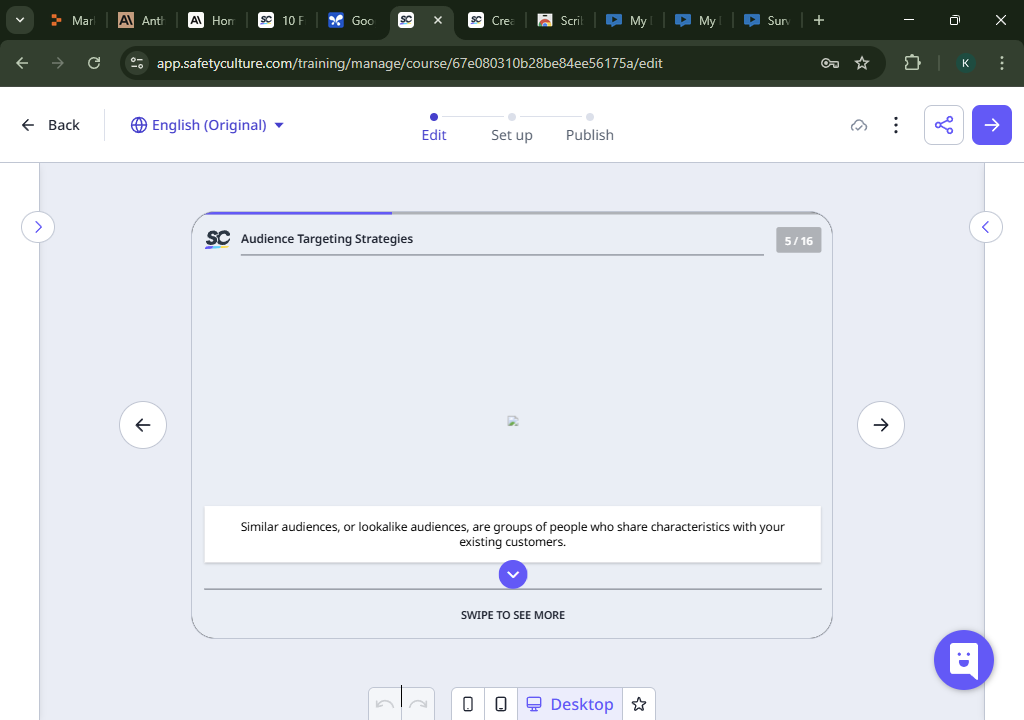 Marl
Anth
Hom
10 F
Goo
Crea
Scri
My I
My I
Surv
app.safetyculture.com/training/manage/course/67e080310b28be84ee56175a/edit
K
Back
English (Original)
Edit
Set up
Publish
SC
Audience Targeting Strategies
5 / 16
Similar audiences, or lookalike audiences, are groups of people who share characteristics with your
existing customers.
SWIPE TO SEE MORE
Desktop